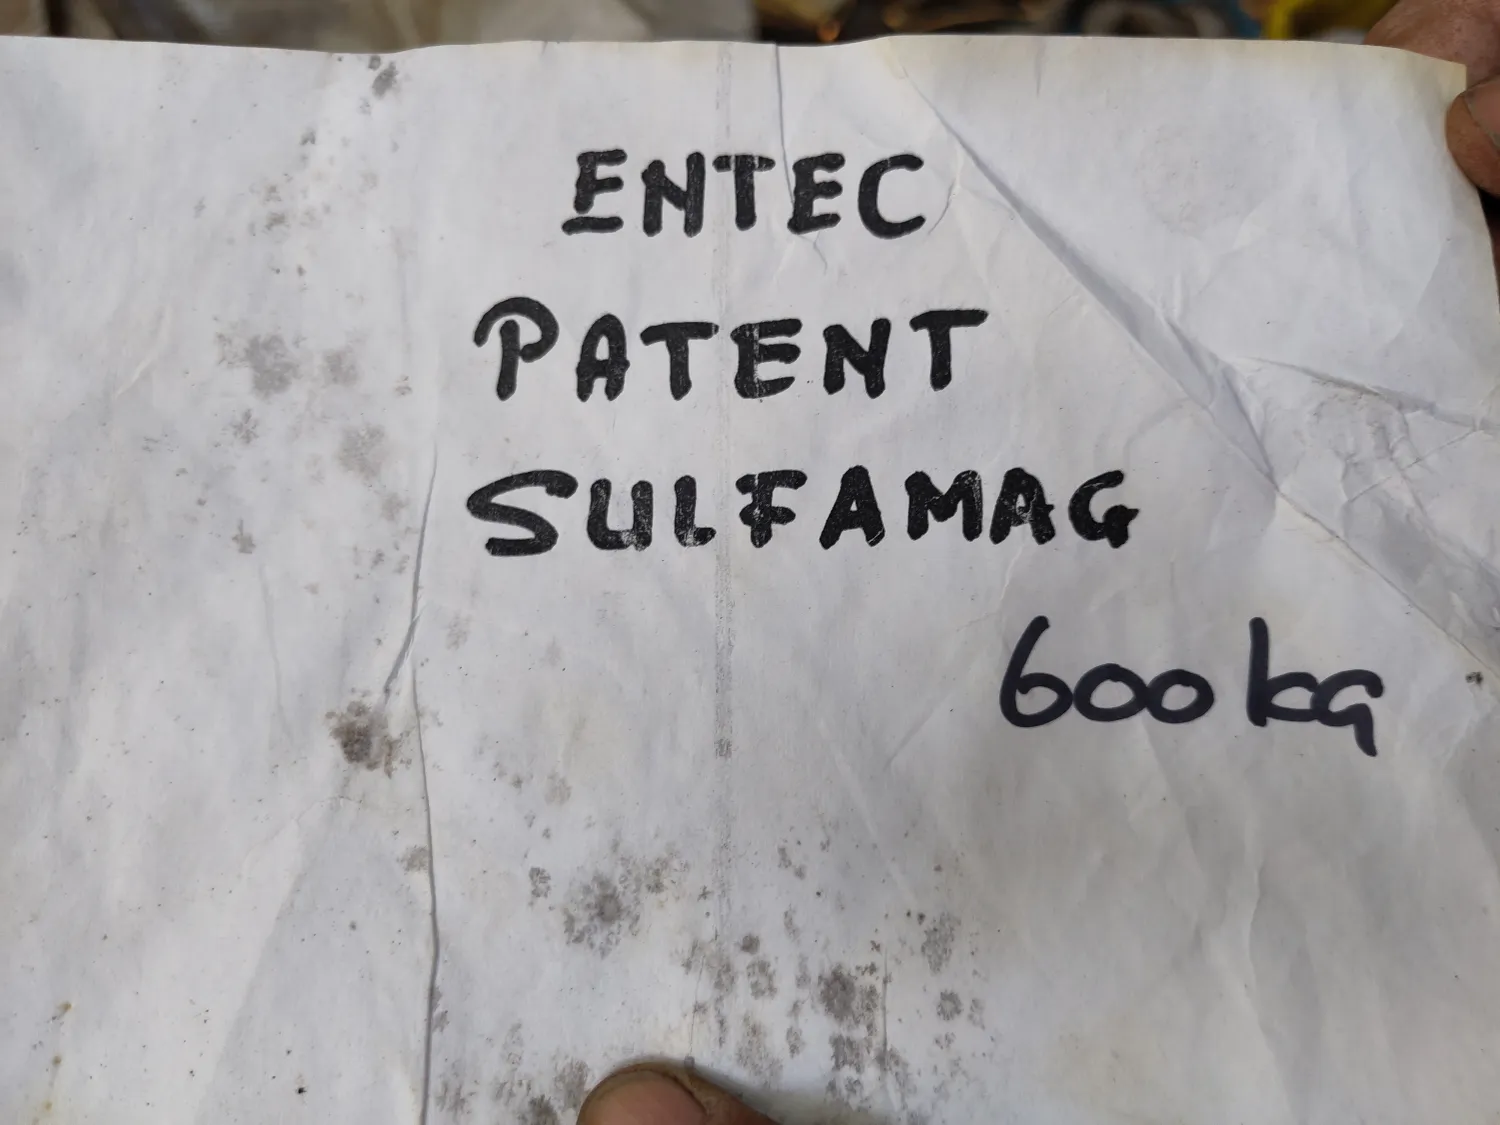 ENTEC
PATENT
SULFAMAG
600 kg